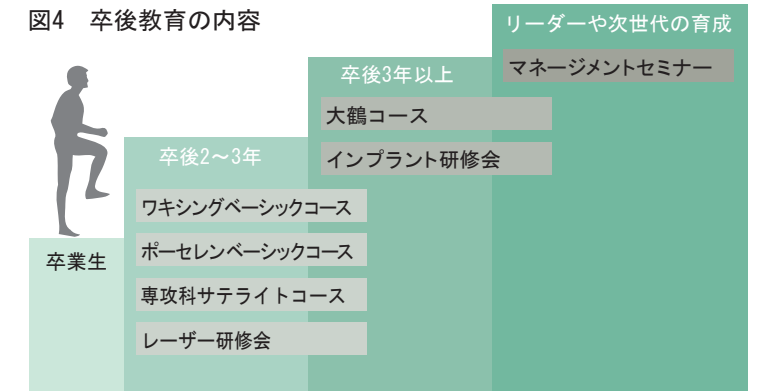 図4　卒後教育の内容
リーダーや次世代の育成
マネージメントセミナー
卒後3年以上
大鶴コース
インプラント研修会
卒後2～3年
ワキシングベーシックコース
ポーセレンベーシックコース
専攻科サテライトコース
レーザー研修会
卒業生